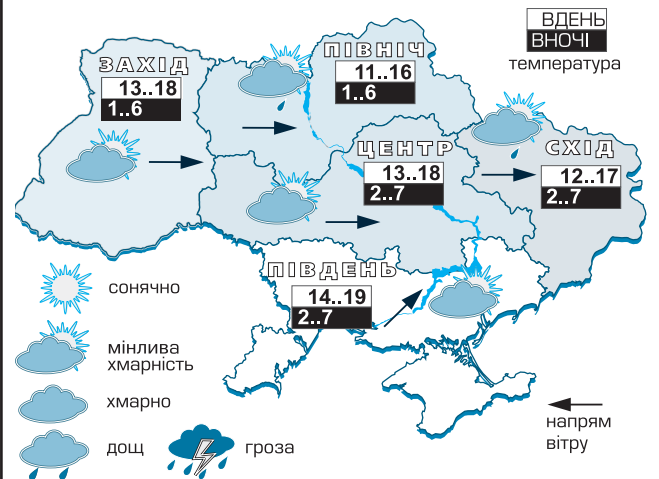 ВДЕНЬ
ВНОЧІ
температура
ЗАХІД
13..18
1..6
ПІВНІЧ
11..16
1..6
ЦЕНТР
13..18
2..7
СХІД
12..17
2..7
ПІВДЕНЬ
14..19
2..7
сонячно
мінлива
хмарність
хмарно
дощ
гроза
напрям
вітру